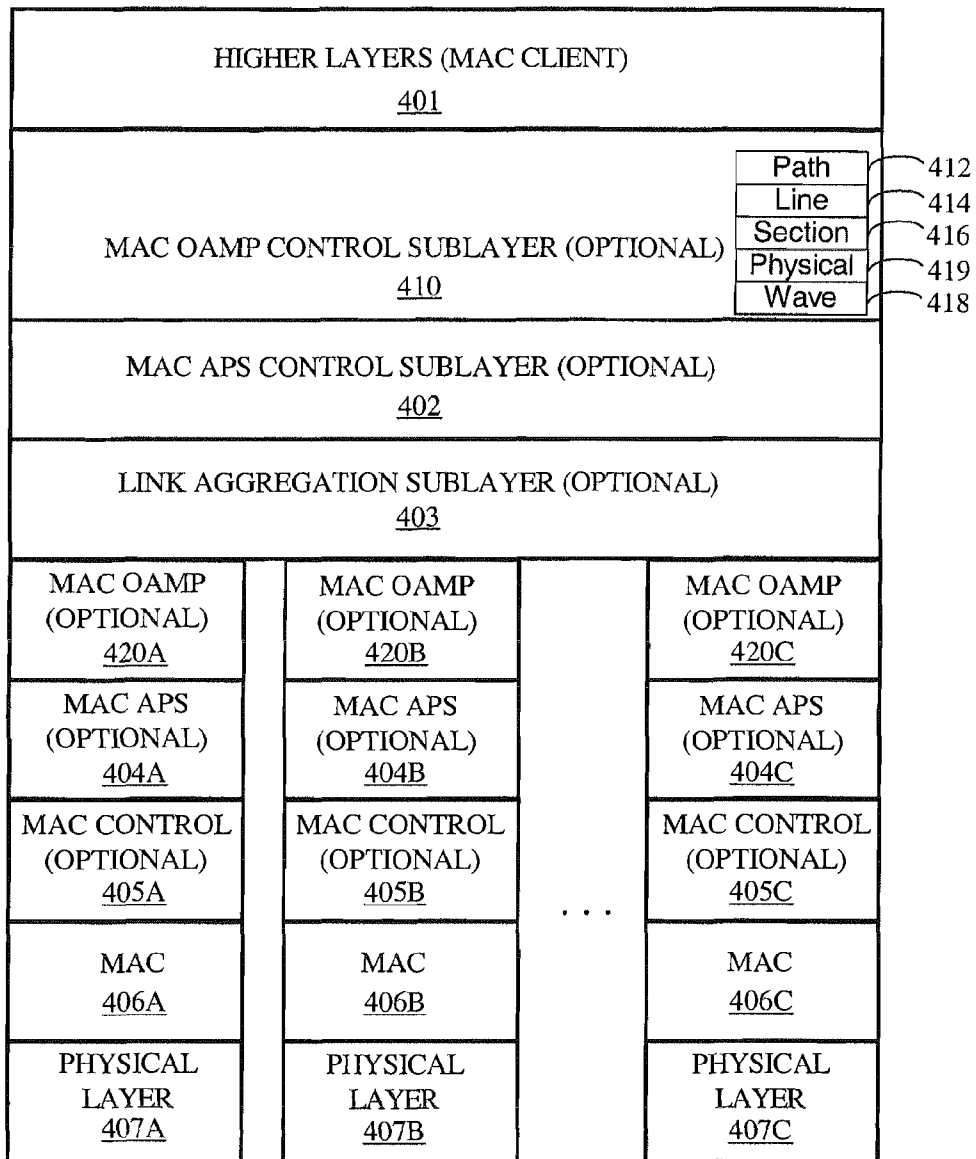 HIGHER LAYERS (MAC CLIENT)
401
Path 412
Line 414
Section 416
Physical 419
Wave 418
MAC OAMP CONTROL SUBLAYER (OPTIONAL)
410
MAC APS CONTROL SUBLAYER (OPTIONAL)
402
LINK AGGREGATION SUBLAYER (OPTIONAL)
403
MAC OAMP
(OPTIONAL)
420A
MAC OAMP
(OPTIONAL)
420B
MAC OAMP
(OPTIONAL)
420C
MAC APS
(OPTIONAL)
404A
MAC APS
(OPTIONAL)
404B
MAC APS
(OPTIONAL)
404C
MAC CONTROL
(OPTIONAL)
405A
MAC CONTROL
(OPTIONAL)
405B
MAC CONTROL
(OPTIONAL)
405C
. . .
MAC
406A
MAC
406B
MAC
406C
PHYSICAL
LAYER
407A
PHYSICAL
LAYER
407B
PHYSICAL
LAYER
407C